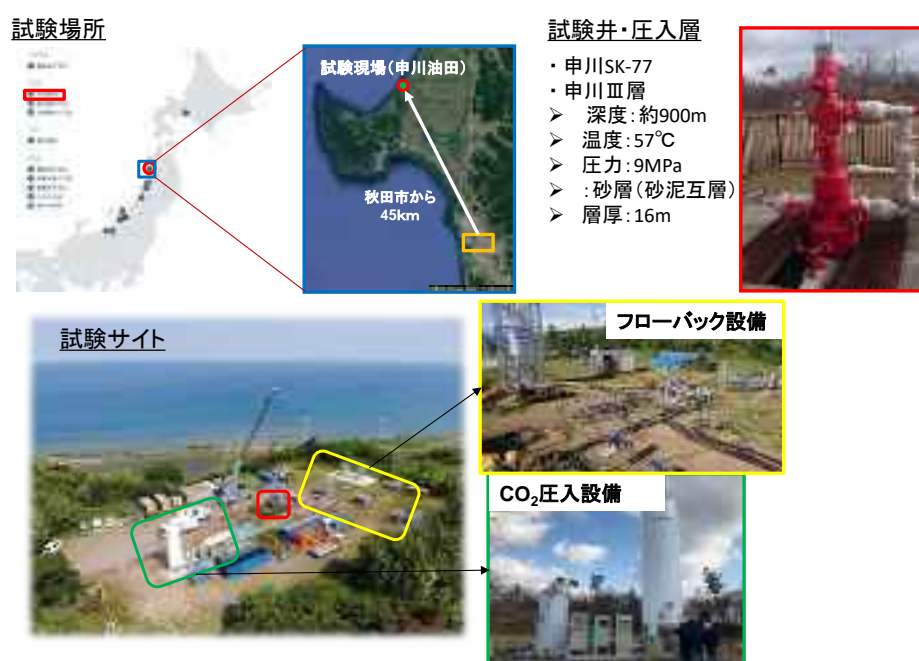 試験場所
試験現場(申川油田)
秋田市から
45km
試験井・圧入層
・申川SK-77
・申川Ⅲ層
➢ 深度:約900m
➢ 温度:57℃
➢ 圧力:9MPa
➢ :砂層(砂泥互層)
➢ 層厚:16m
試験サイト
フローバック設備
CO₂圧入設備